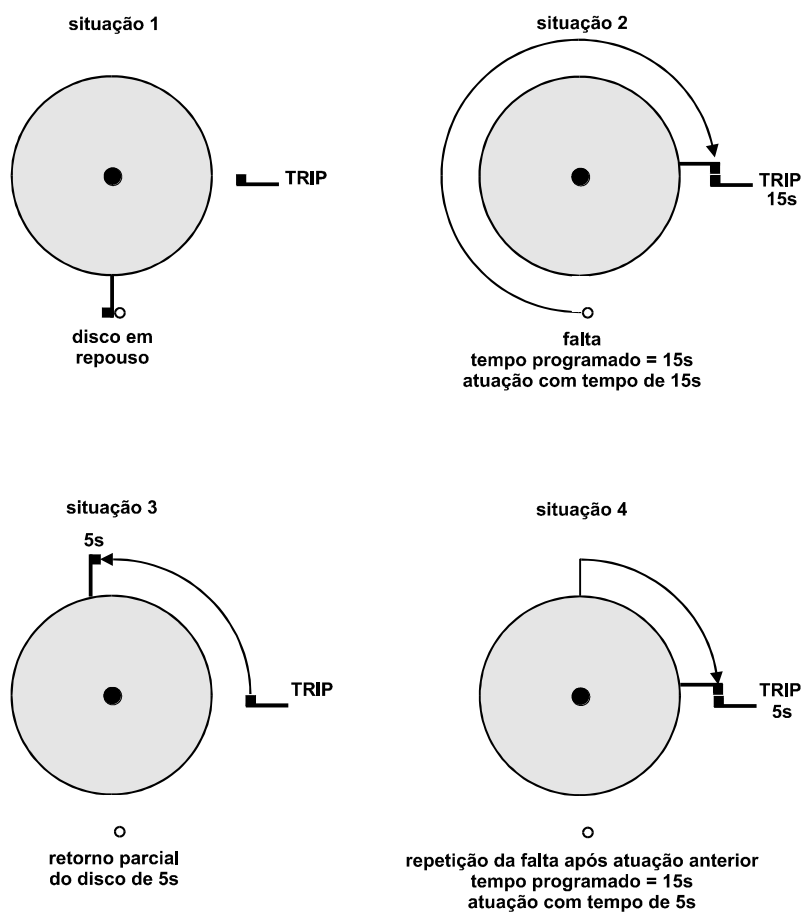 situação 1
TRIP
disco em
repouso
situação 2
TRIP
15s
falta
tempo programado = 15s
atuação com tempo de 15s
situação 3
5s
TRIP
retorno parcial
do disco de 5s
situação 4
TRIP
5s
repetição da falta após atuação anterior
tempo programado = 15s
atuação com tempo de 5s